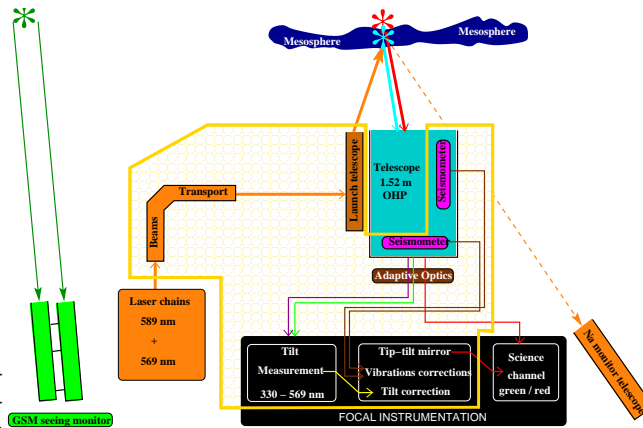 Mesosphere
Mesosphere
Telescope
1.52 m
OHP
Launch telescope
Seismometer
Seismometer
Transport
Beams
Adaptive Optics
Laser chains
589 nm
+
569 nm
Tilt
Measurement
330 – 569 nm
Tip–tilt mirror
Vibrations corrections
Tilt correction
Science
channel
green / red
FOCAL INSTRUMENTATION
Na monitor telescope
GSM seeing monitor